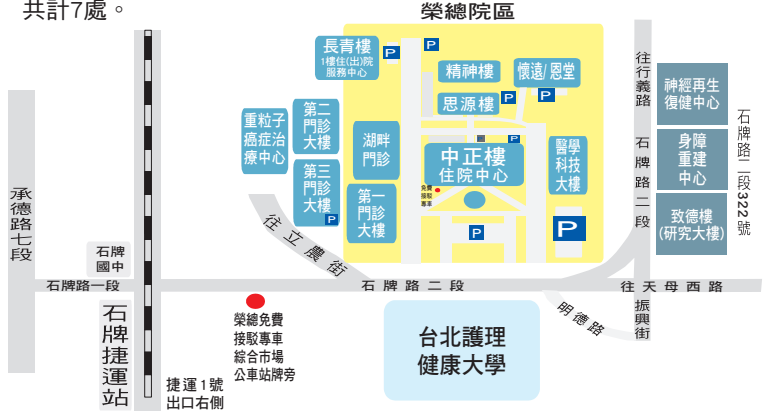 共計7處。
榮總院區
長青樓
1樓住(出)院
服務中心
P
P
精神樓
懷遠/恩堂
P
思源樓
P
往行義路
神經再生
復健中心
重粒子
癌症治
療中心
第二
門診
大樓
湖畔
門診
P
中正樓
住院中心
醫學
科技
大樓
石牌路二段
身障
重建
中心
石牌路二段322號
第三
門診
大樓
P
第一
門診
大樓
免費
接駁
專車
P
P
致德樓
(研究大樓)
承德路七段
往立農街
石牌
國中
石牌路一段
石牌路二段
往天母西路
石牌捷運站
榮總免費
接駁專車
綜合市場
公車站牌旁
明德路
振興街
台北護理
健康大學
捷運1號
出口右側